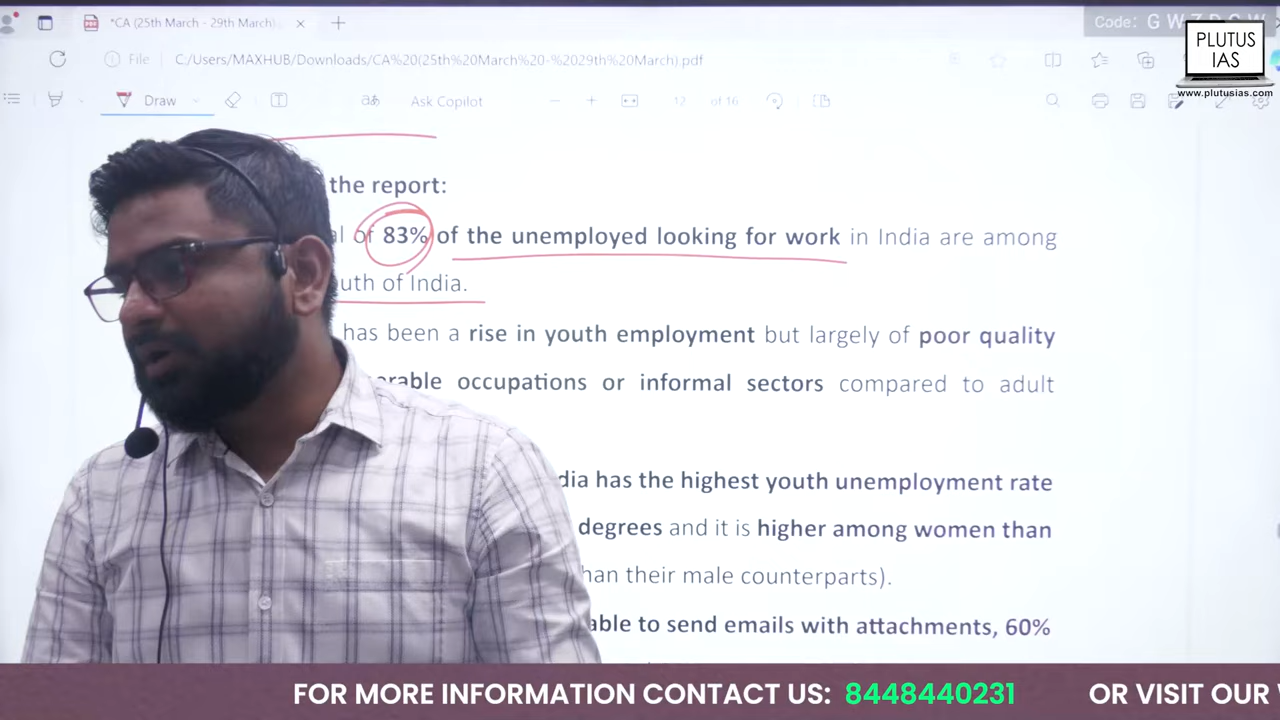 *CA (25th March - 29th March)
Code: G W Z D G W
PLUTUS
IAS
www.plutusias.com
File
C:/Users/MAXHUB/Downloads/CA%20(25th%20March%20-%2029th%20March).pdf
Draw
Ask Copilot
12 of 16
the report:
of 83% of the unemployed looking for work in India are among
of India.
has been a rise in youth employment but largely of poor quality
occupations or informal sectors compared to adult
has the highest youth unemployment rate
degrees and it is higher among women than
than their male counterparts).
able to send emails with attachments, 60%
FOR MORE INFORMATION CONTACT US: 8448440231
OR VISIT OUR